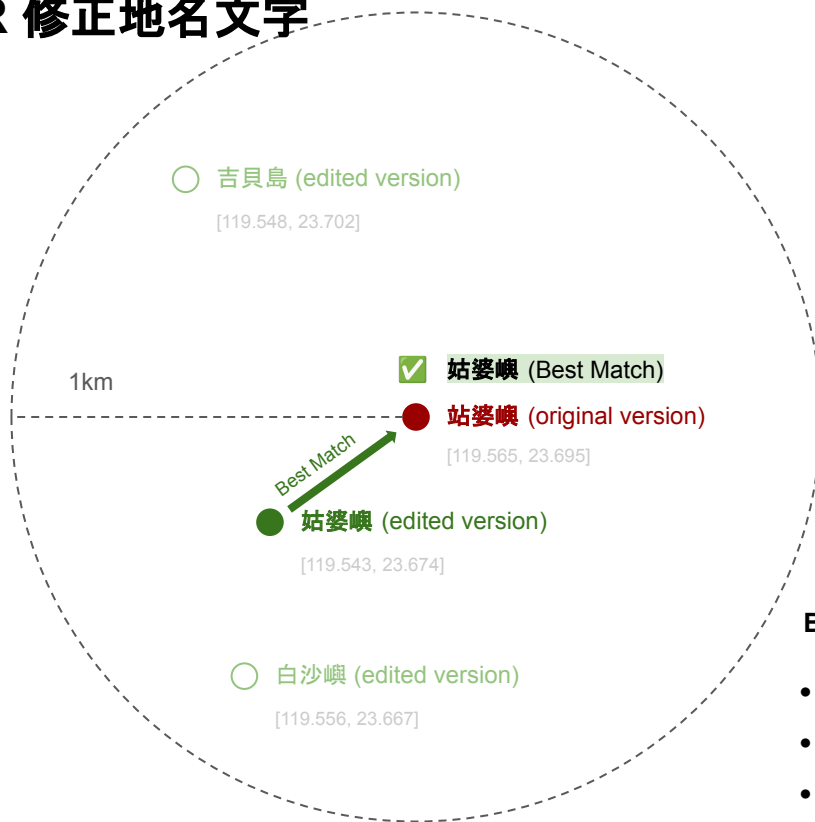 R 修正地名文字
吉貝島 (edited version)
[119.548, 23.702]
1km
✅ 姑婆嶼 (Best Match)
站婆嶼 (original version)
[119.565, 23.695]
Best Match
姑婆嶼 (edited version)
[119.543, 23.674]
白沙嶼 (edited version)
[119.556, 23.667]